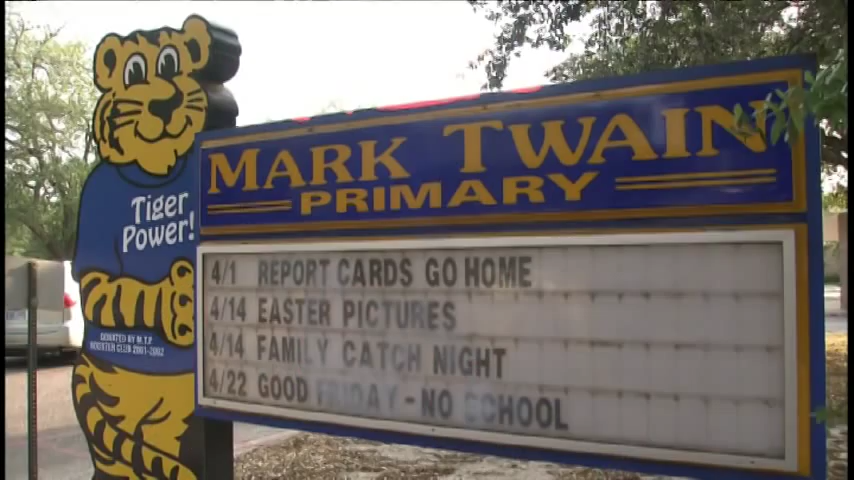 Tiger
Power!
DONATED BY M.T.P.
BOOSTER CLUB 2001-2002
MARK TWAIN
PRIMARY
4/1 REPORT CARDS GO HOME
4/14 EASTER PICTURES
4/14 FAMILY CATCH NIGHT
4/22 GOOD FRIDAY - NO SCHOOL